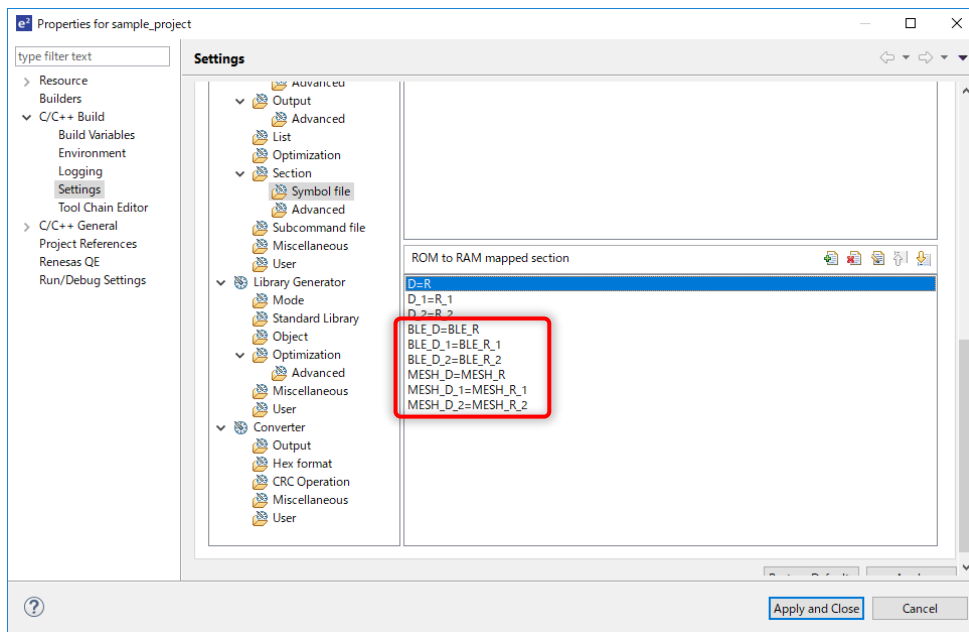 e² Properties for sample_project
type filter text
Settings
Resource
Builders
C/C++ Build
Build Variables
Environment
Logging
Settings
Tool Chain Editor
C/C++ General
Project References
Renesas QE
Run/Debug Settings
Advanced
Output
Advanced
List
Optimization
Section
Symbol file
Advanced
Subcommand file
Miscellaneous
User
Library Generator
Mode
Standard Library
Object
Optimization
Advanced
Miscellaneous
User
Converter
Output
Hex format
CRC Operation
Miscellaneous
User
ROM to RAM mapped section
D=R
D_1=R_1
D_2=R_2
BLE_D=BLE_R
BLE_D_1=BLE_R_1
BLE_D_2=BLE_R_2
MESH_D=MESH_R
MESH_D_1=MESH_R_1
MESH_D_2=MESH_R_2
Apply and Close
Cancel